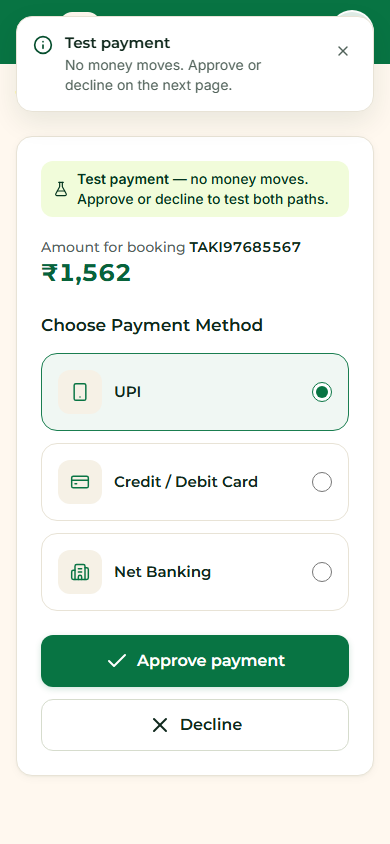 Test payment
No money moves. Approve or
decline on the next page.
Test payment — no money moves.
Approve or decline to test both paths.
Amount for booking TAKI97685567
₹1,562
Choose Payment Method
UPI
Credit / Debit Card
Net Banking
Approve payment
Decline